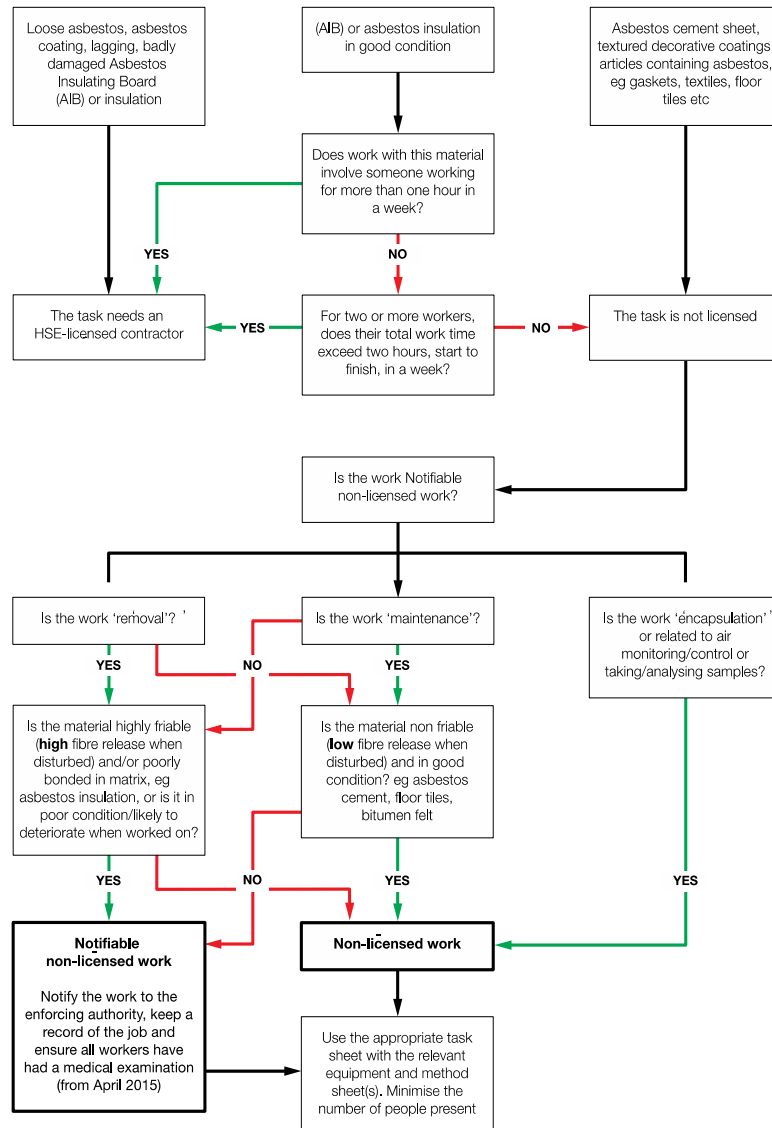 Loose asbestos, asbestos
coating, lagging, badly
damaged Asbestos
Insulating Board
(AIB) or insulation
(AIB) or asbestos insulation
in good condition
Asbestos cement sheet,
textured decorative coatings,
articles containing asbestos,
eg gaskets, textiles, floor
tiles etc
Does work with this material
involve someone working
for more than one hour in
a week?
YES
NO
The task needs an
HSE-licensed contractor
YES
For two or more workers,
does their total work time
exceed two hours, start to
finish, in a week?
NO
The task is not licensed
Is the work Notifiable
non-licensed work?
Is the work ‘removal’?
Is the work ‘maintenance’?
Is the work ‘encapsulation’
or related to air
monitoring/control or
taking/analysing samples?
YES
NO
YES
Is the material highly friable
(high fibre release when
disturbed) and/or poorly
bonded in matrix, eg
asbestos insulation, or is it in
poor condition/likely to
deteriorate when worked on?
Is the material non friable
(low fibre release when
disturbed) and in good
condition? eg asbestos
cement, floor tiles,
bitumen felt
YES
NO
YES
YES
Notifiable
non-licensed work
Notify the work to the
enforcing authority, keep a
record of the job and
ensure all workers have
had a medical examination
(from April 2015)
Non-licensed work
Use the appropriate task
sheet with the relevant
equipment and method
sheet(s). Minimise the
number of people present